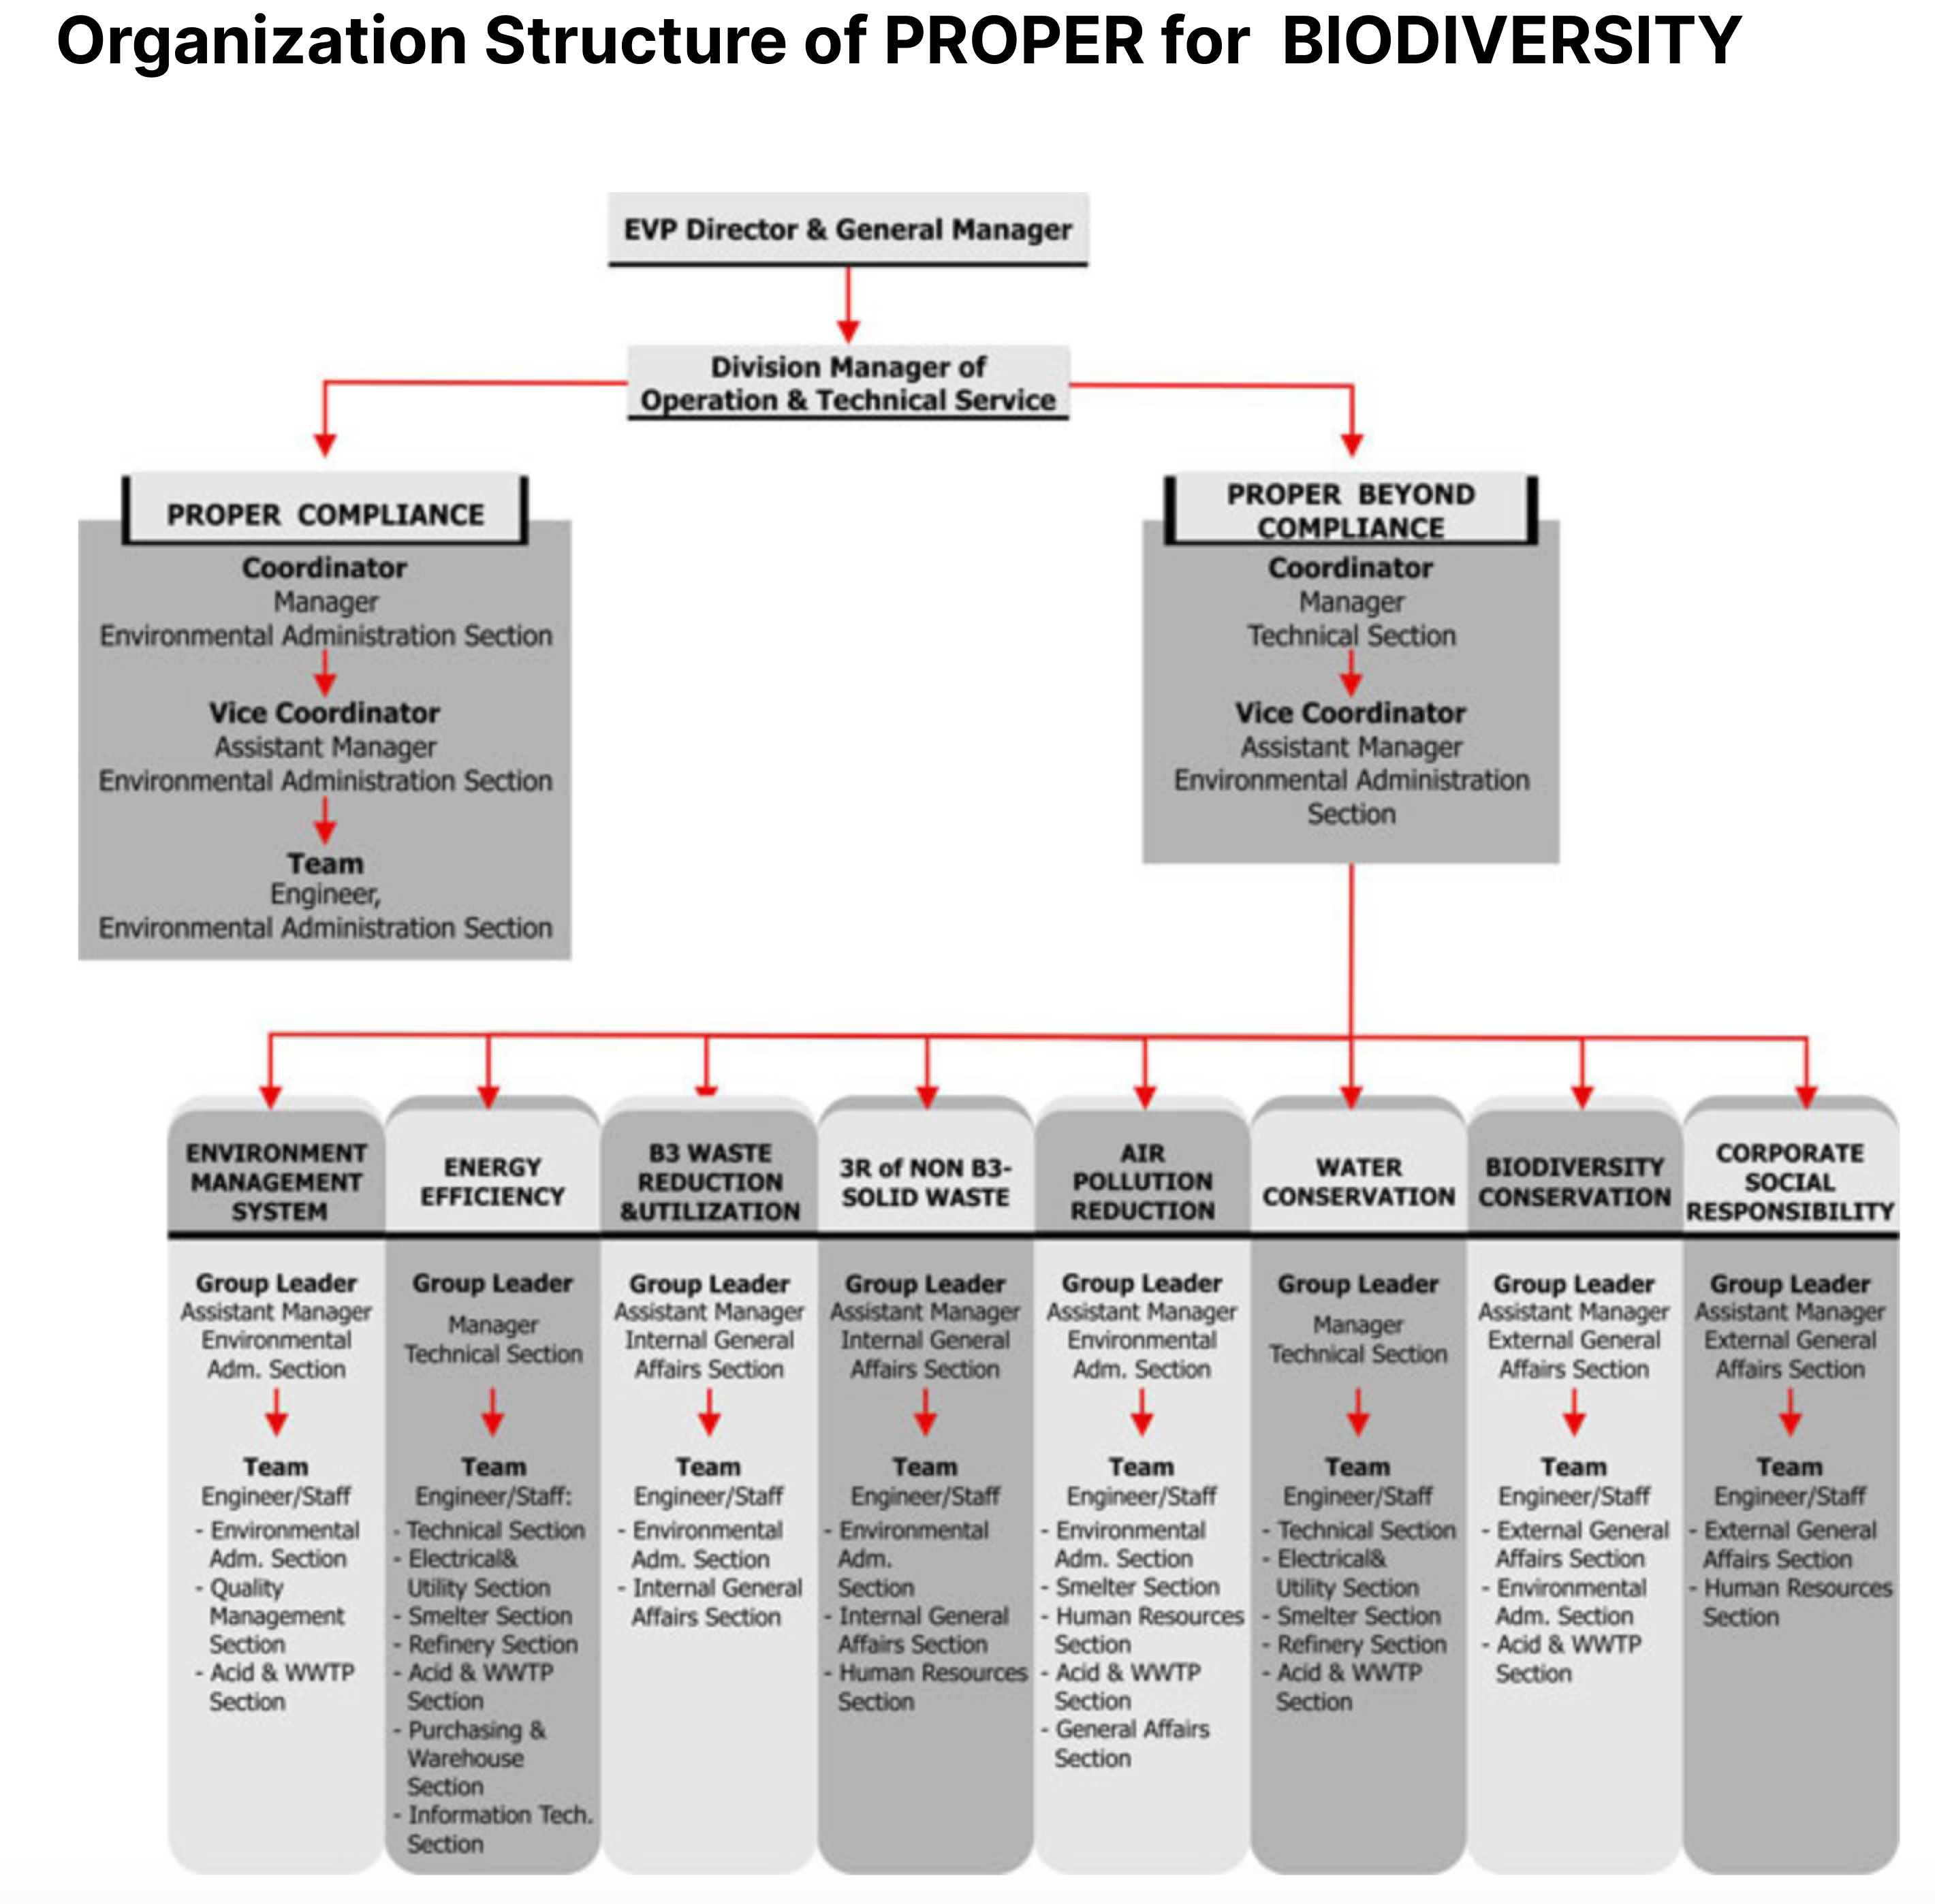 Organization Structure of PROPER for BIODIVERSITY
EVP Director & General Manager
Division Manager of
Operation & Technical Service
PROPER COMPLIANCE
Coordinator
Manager
Environmental Administration Section
Vice Coordinator
Assistant Manager
Environmental Administration Section
Team
Engineer,
Environmental Administration Section
PROPER BEYOND
COMPLIANCE
Coordinator
Manager
Technical Section
Vice Coordinator
Assistant Manager
Environmental Administration
Section
ENVIRONMENT
MANAGEMENT
SYSTEM
Group Leader
Assistant Manager
Environmental
Adm. Section
Team
Engineer/Staff
- Environmental
Adm. Section
- Quality
Management
Section
- Acid & WWTP
Section
ENERGY
EFFICIENCY
Group Leader
Manager
Technical Section
Team
Engineer/Staff:
- Technical Section
- Electrical&
Utility Section
- Smelter Section
- Refinery Section
- Acid & WWTP
Section
- Purchasing &
Warehouse
Section
- Information Tech.
Section
B3 WASTE
REDUCTION
&UTILIZATION
Group Leader
Assistant Manager
Internal General
Affairs Section
Team
Engineer/Staff
- Environmental
Adm. Section
- Internal General
Affairs Section
3R of NON B3-
SOLID WASTE
Group Leader
Assistant Manager
Internal General
Affairs Section
Team
Engineer/Staff
- Environmental
Adm.
Section
- Internal General
Affairs Section
- Human Resources
Section
AIR
POLLUTION
REDUCTION
Group Leader
Assistant Manager
Environmental
Adm. Section
Team
Engineer/Staff
- Environmental
Adm. Section
- Smelter Section
- Human Resources
Section
- Acid & WWTP
Section
- General Affairs
Section
WATER
CONSERVATION
Group Leader
Manager
Technical Section
Team
Engineer/Staff
- Technical Section
- Electrical&
Utility Section
- Smelter Section
- Refinery Section
- Acid & WWTP
Section
BIODIVERSITY
CONSERVATION
Group Leader
Assistant Manager
External General
Affairs Section
Team
Engineer/Staff
- External General
Affairs Section
- Environmental
Adm. Section
- Acid & WWTP
Section
CORPORATE
SOCIAL
RESPONSIBILITY
Group Leader
Assistant Manager
External General
Affairs Section
Team
Engineer/Staff
- External General
Affairs Section
- Human Resources
Section